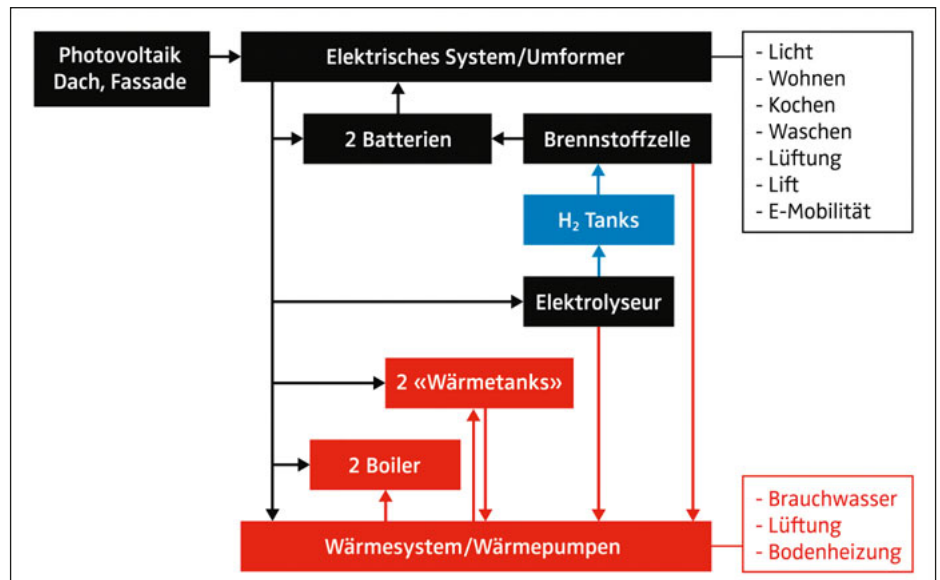 Photovoltaik
Dach, Fassade
Elektrisches System/Umformer
- Licht
- Wohnen
- Kochen
- Waschen
- Lüftung
- Lift
- E-Mobilität
2 Batterien
Brennstoffzelle
H₂ Tanks
Elektrolyseur
2 «Wärmetanks»
2 Boiler
Wärmesystem/Wärmepumpen
- Brauchwasser
- Lüftung
- Bodenheizung